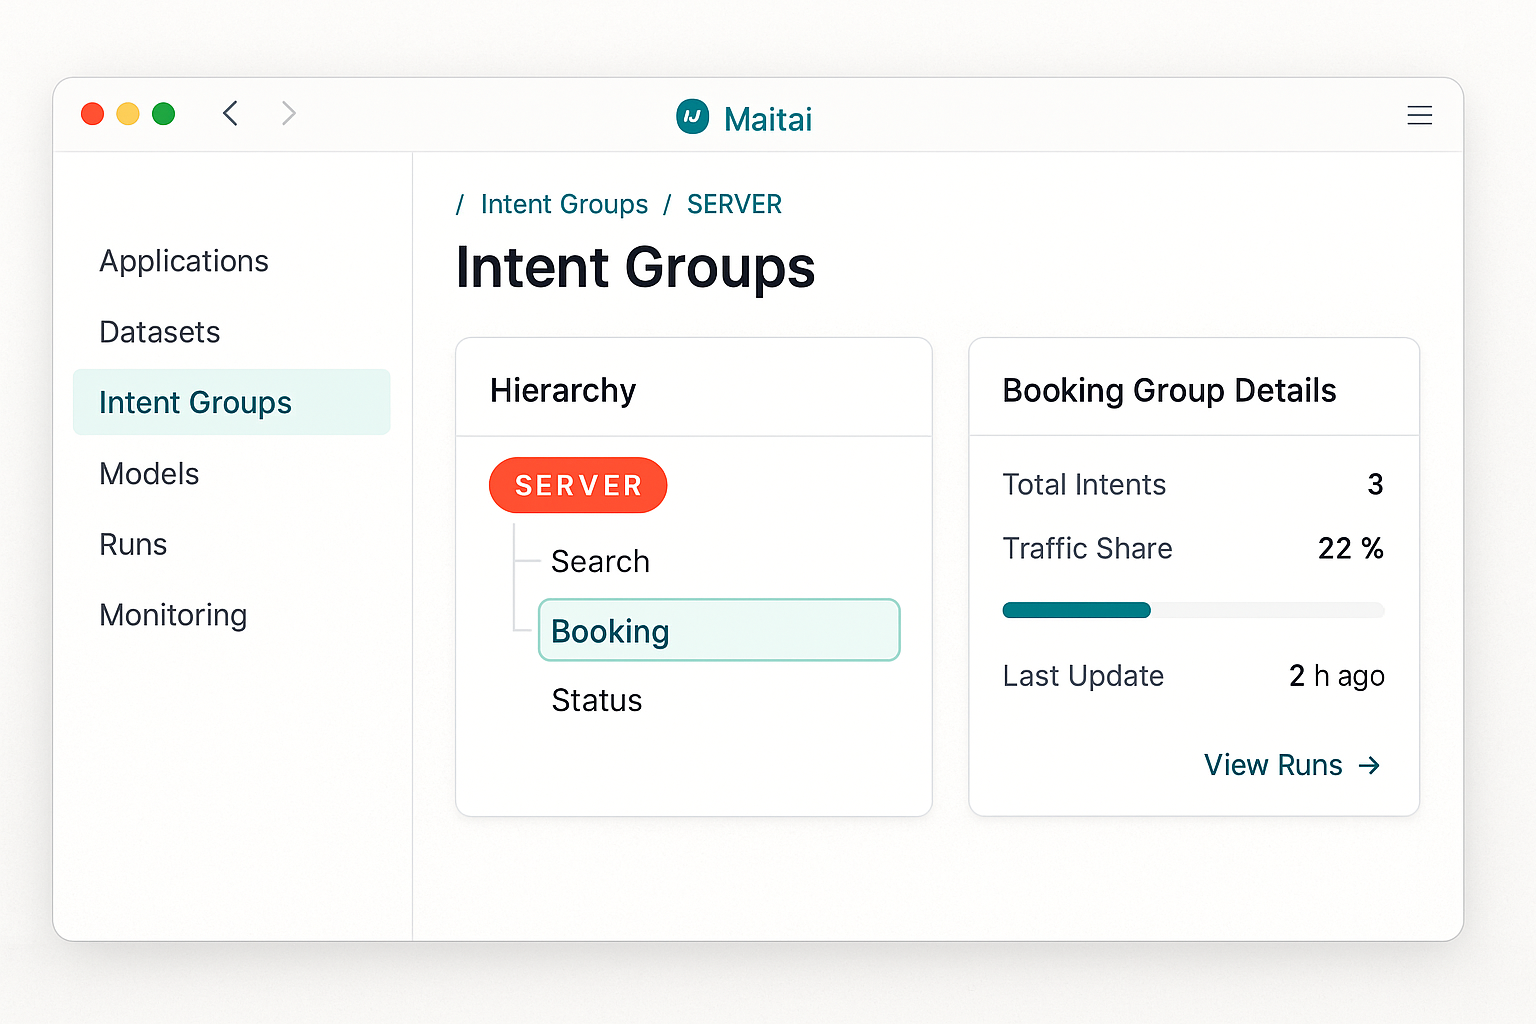 Maitai
Applications
Datasets
Intent Groups
Models
Runs
Monitoring
/ Intent Groups / SERVER
Intent Groups
Hierarchy
SERVER
Search
Booking
Status
Booking Group Details
Total Intents 3
Traffic Share 22 %
Last Update 2 h ago
View Runs →